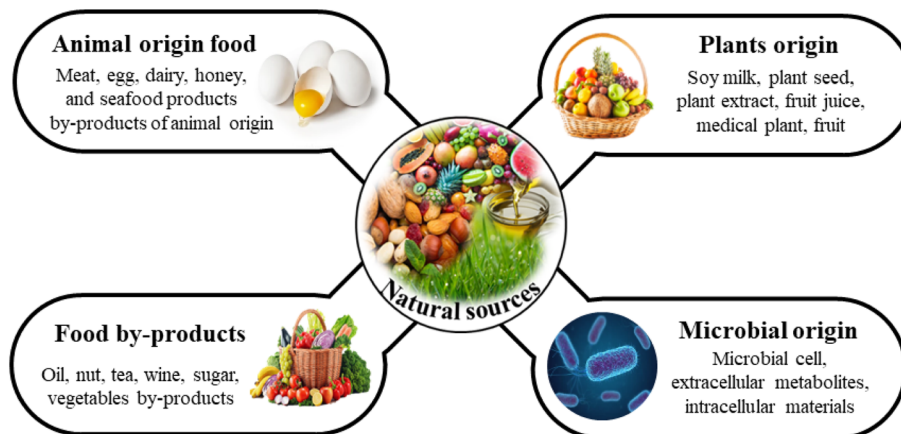 Animal origin food
Meat, egg, dairy, honey,
and seafood products
by-products of animal origin
Plants origin
Soy milk, plant seed,
plant extract, fruit juice,
medical plant, fruit
Natural sources
Food by-products
Oil, nut, tea, wine, sugar,
vegetables by-products
Microbial origin
Microbial cell,
extracellular metabolites,
intracellular materials